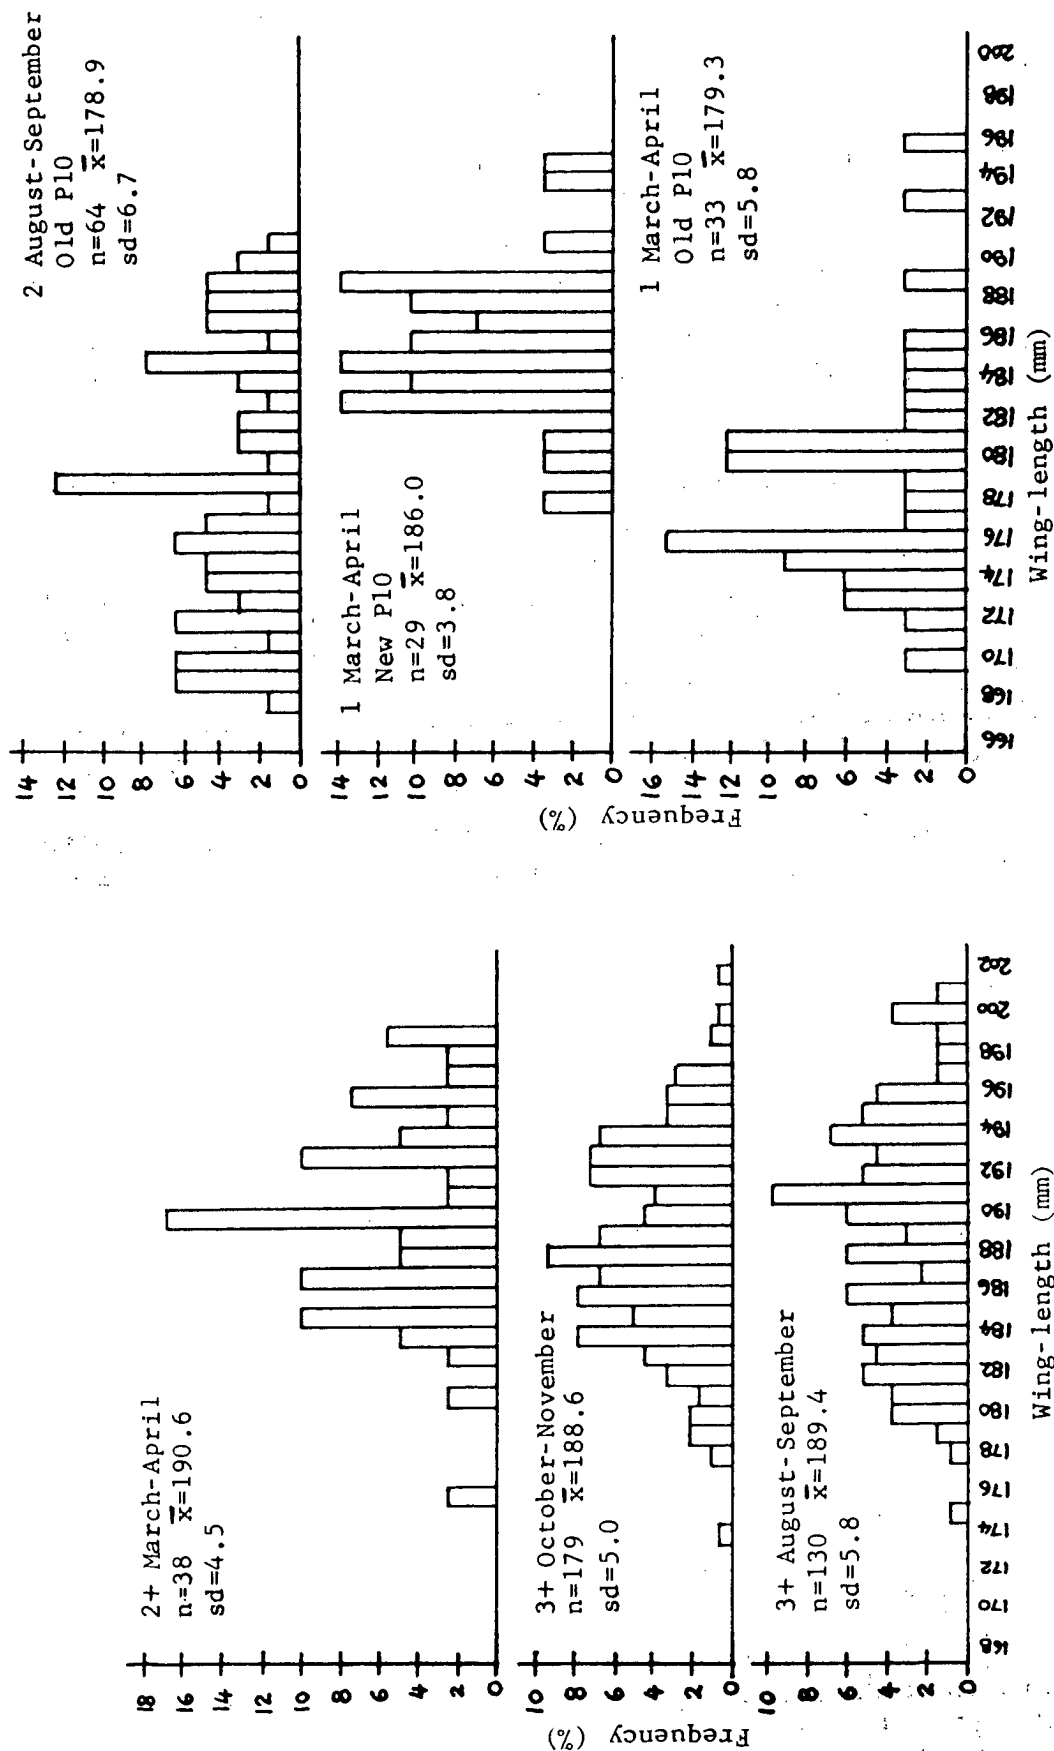 2+ March-April
n=38 x̄=190.6
sd=4.5
18
16
14
12
10
8
6
4
2
0
3+ October-November
n=179 x̄=188.6
sd=5.0
10
8
6
4
2
0
Frequency (%)
3+ August-September
n=130 x̄=189.4
sd=5.8
10
8
6
4
2
0
168 170 172 174 176 178 180 182 184 186 188 190 192 194 196 198 200 202
Wing-length (mm)
2 August-September
Old P10
n=64 x̄=178.9
sd=6.7
14
12
10
8
6
4
2
0
1 March-April
New P10
n=29 x̄=186.0
sd=3.8
14
12
10
8
6
4
2
0
Frequency (%)
1 March-April
Old P10
n=33 x̄=179.3
sd=5.8
16
14
12
10
8
6
4
2
0
166 168 170 172 174 176 178 180 182 184 186 188 190 192 194 196 198 200
Wing-length (mm)